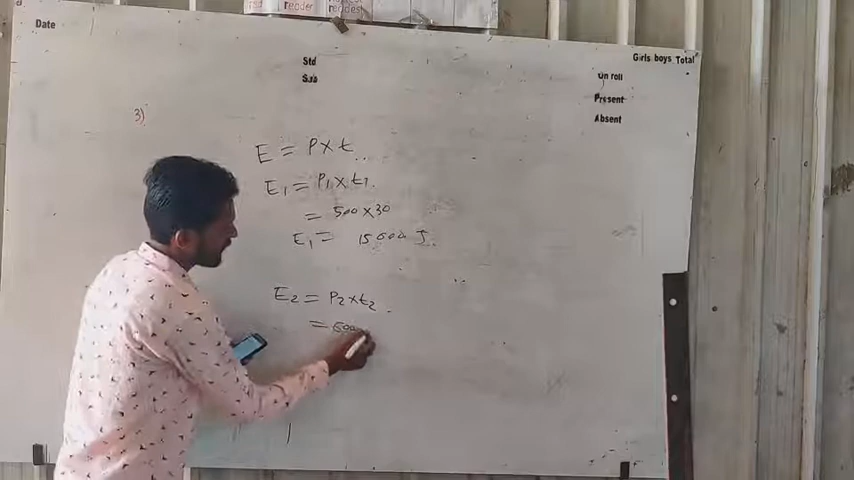 reader
Date
Girls boys Total
Std
Sub
on roll
Present
Absent
3)
E = P × t
E₁ = P₁ × t₁
= 500 × 30
E₁ = 15000 J
E₂ = P₂ × t₂